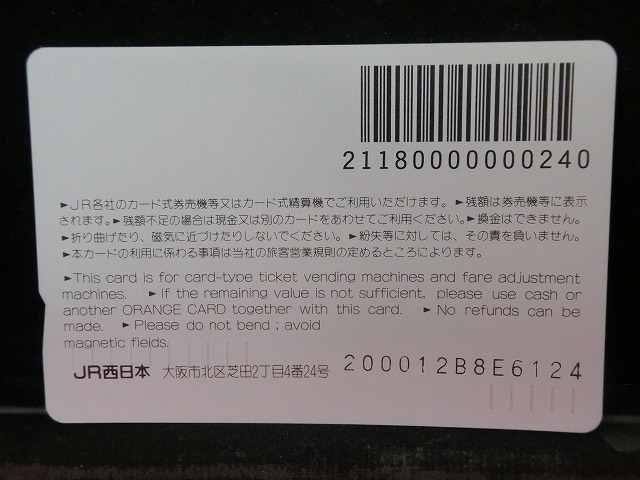 21180000000240
►JR各社のカード式券売機等又はカード式精算機でご利用いただけます。►残額は券売機等に表示
されます。►残額不足の場合は現金又は別のカードをあわせてご利用ください。►換金はできません。
►折り曲げたり、磁気に近づけたりしないでください。►紛失等に対しては、その責を負いません。
►本カードの利用に係わる事項は当社の旅客営業規則の定めるところによります。
►This card is for card-type ticket vending machines and fare adjustment
machines. ►If the remaining value is not sufficient, please use cash or
another ORANGE CARD together with this card. ►No refunds can be
made. ►Please do not bend; avoid
magnetic fields.
JR西日本 大阪市北区芝田2丁目4番24号 200012B8E6124